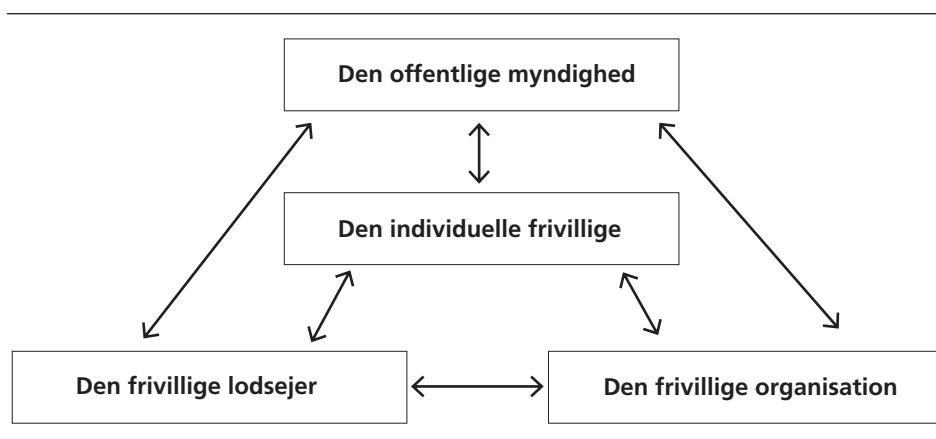 Den offentlige myndighed
Den individuelle frivillige
Den frivillige lodsejer
Den frivillige organisation